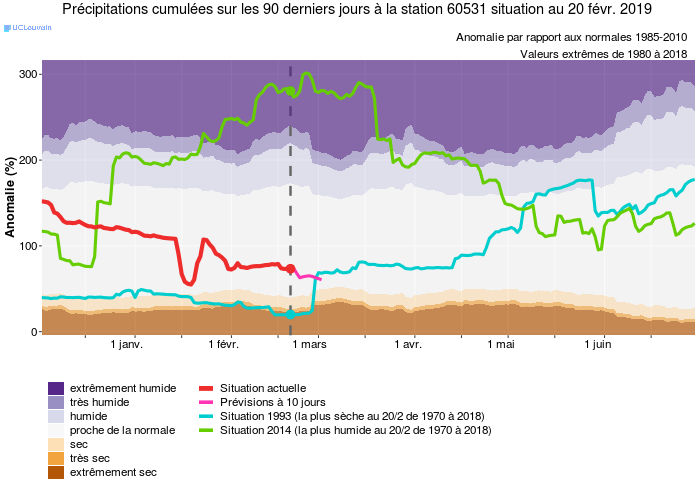 Précipitations cumulées sur les 90 derniers jours à la station 60531 situation au 20 févr. 2019
UCLouvain
Anomalie par rapport aux normales 1985-2010
Valeurs extrêmes de 1980 à 2018
Anomalie (%)
300
200
100
0
1 janv.
1 févr.
1 mars
1 avr.
1 mai
1 juin
extrêmement humide
très humide
humide
proche de la normale
sec
très sec
extrêmement sec
Situation actuelle
Prévisions à 10 jours
Situation 1993 (la plus sèche au 20/2 de 1970 à 2018)
Situation 2014 (la plus humide au 20/2 de 1970 à 2018)